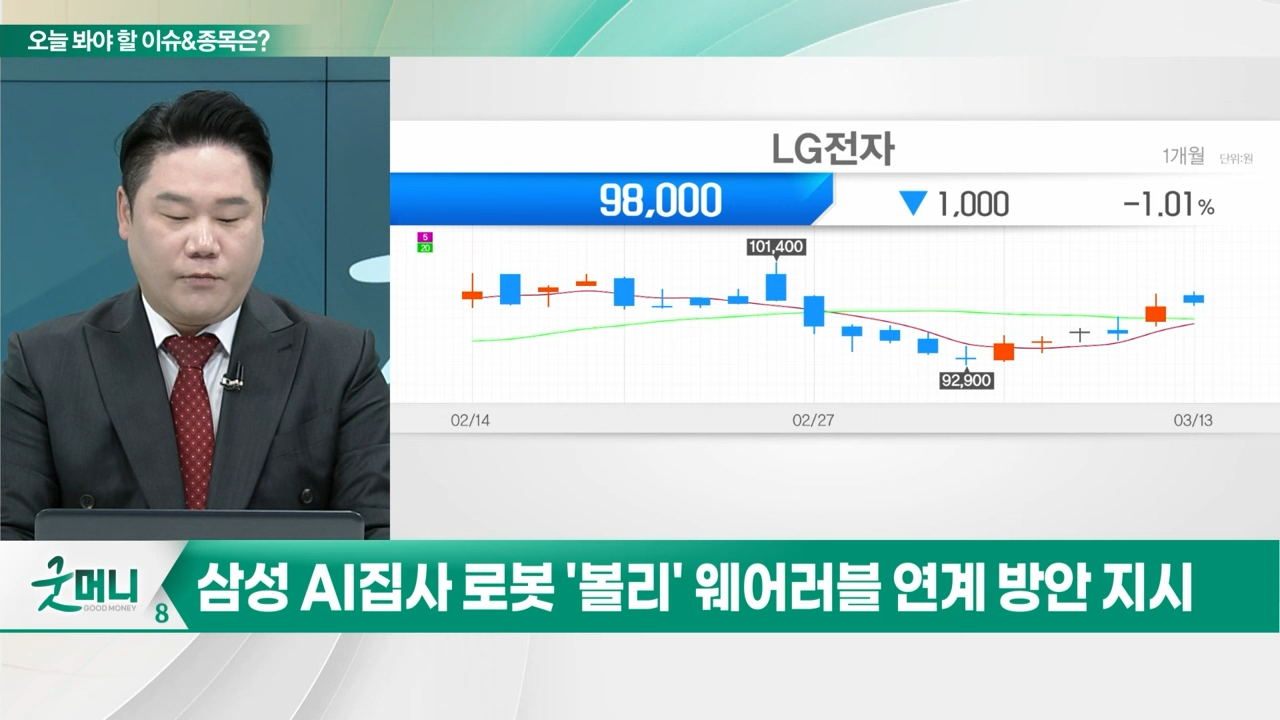 오늘 봐야 할 이슈&종목은?
LG전자
1개월 단위:원
98,000 ▼ 1,000 -1.01%
5
20
101,400
92,900
02/14 02/27 03/13
굿머니
GOOD MONEY
8
삼성 AI집사 로봇 '볼리' 웨어러블 연계 방안 지시